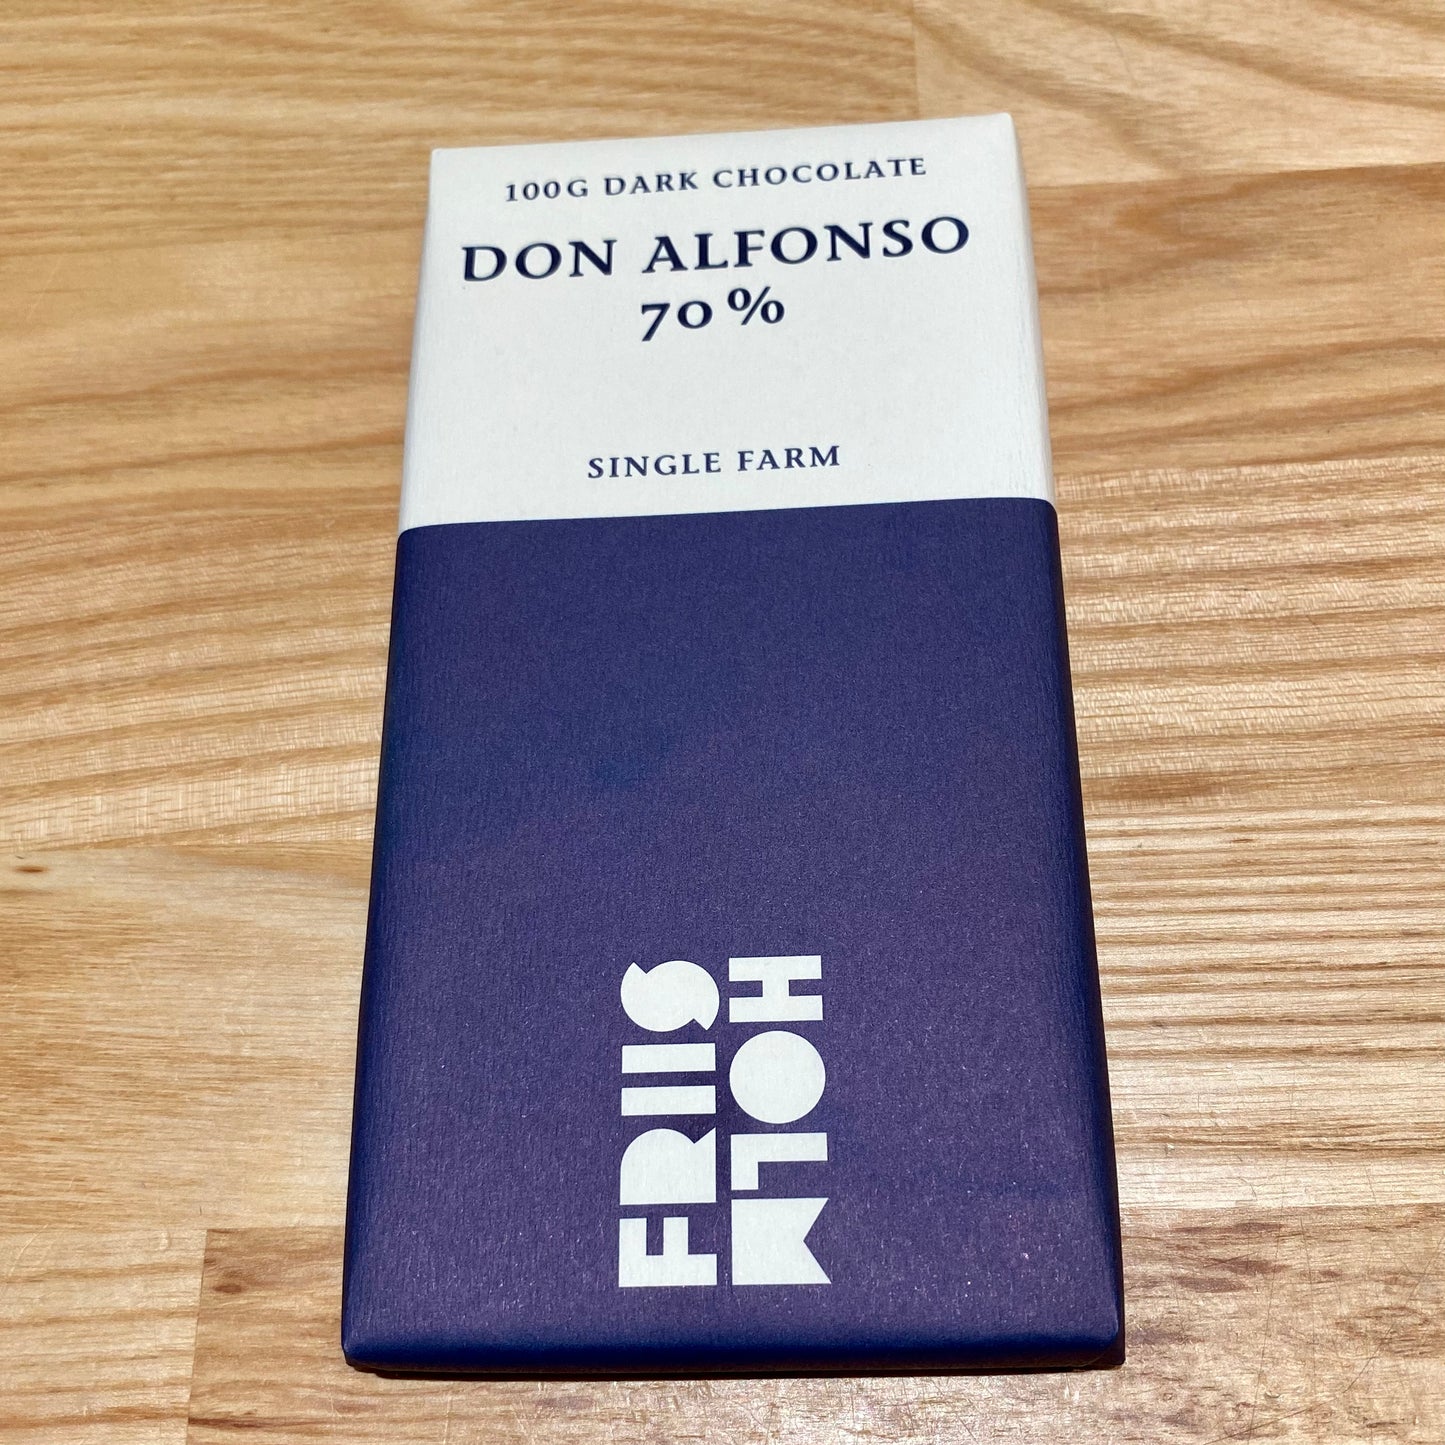 100G DARK CHOCOLATE
DON ALFONSO
70%
SINGLE FARM
FRIIS
HOLM